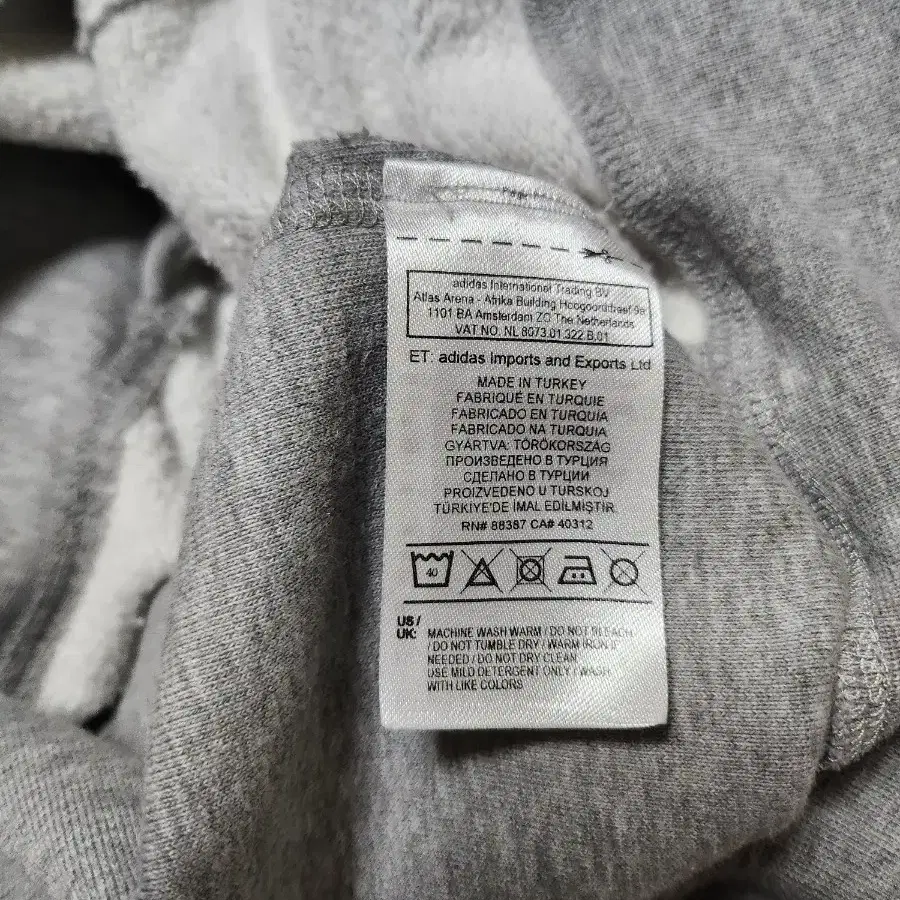 adidas International Trading BV
Atlas Arena - Afrika Building Hoogoorddreef 9a
1101 BA Amsterdam ZO The Netherlands
VAT NO. NL 8073.01.322.B.01
ET: adidas Imports and Exports Ltd
MADE IN TURKEY
FABRIQUÉ EN TURQUIE
FABRICADO EN TURQUÍA
FABRICADO NA TURQUIA
GYÁRTVA: TÖRÖKORSZÁG
ПРОИЗВЕДЕНО В ТУРЦИЯ
СДЕЛАНО В ТУРЦИИ
PROIZVEDENO U TURSKOJ
TÜRKİYE'DE İMAL EDİLMİŞTİR.
RN# 88387 CA# 40312
40
US /
UK: MACHINE WASH WARM / DO NOT BLEACH
/ DO NOT TUMBLE DRY / WARM IRON IF
NEEDED / DO NOT DRY CLEAN
USE MILD DETERGENT ONLY / WASH
WITH LIKE COLORS